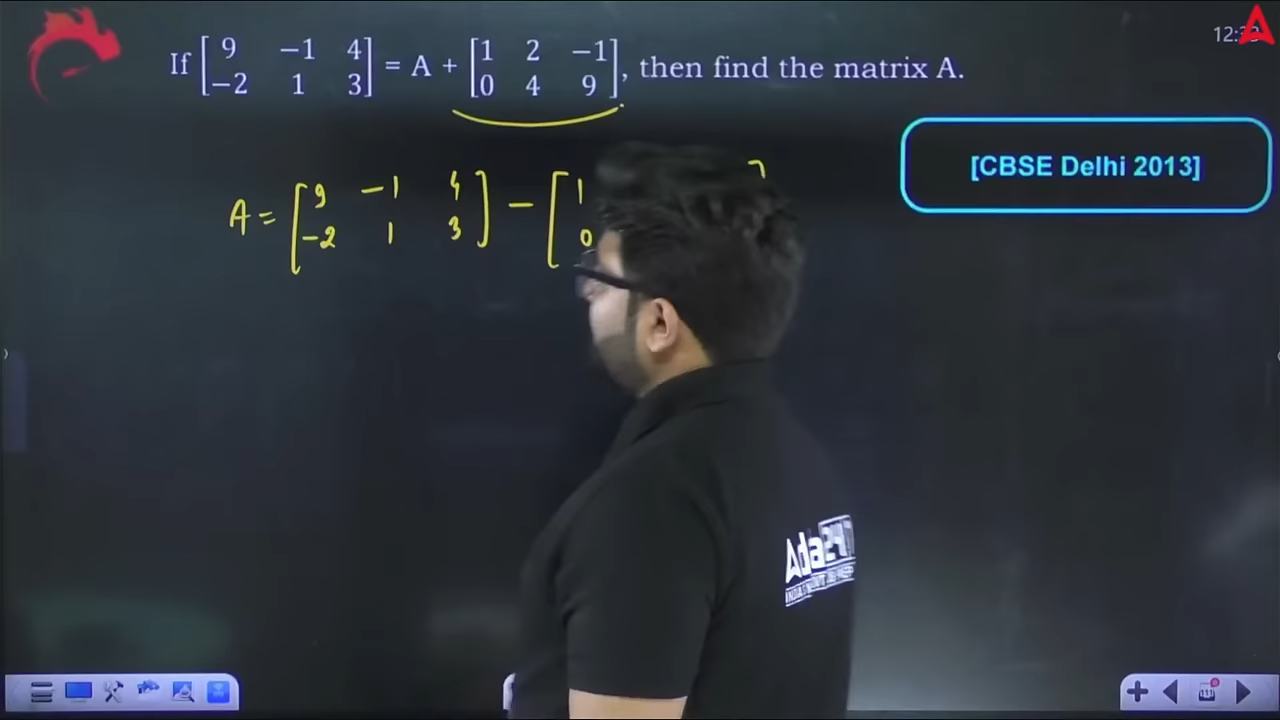 If [9 −1 4] = A + [1 2 −1], then find the matrix A.
[−2 1 3] [0 4 9]
12:
[CBSE Delhi 2013]
A = [9 −1 4] − [1
[−2 1 3] [0
Ada247